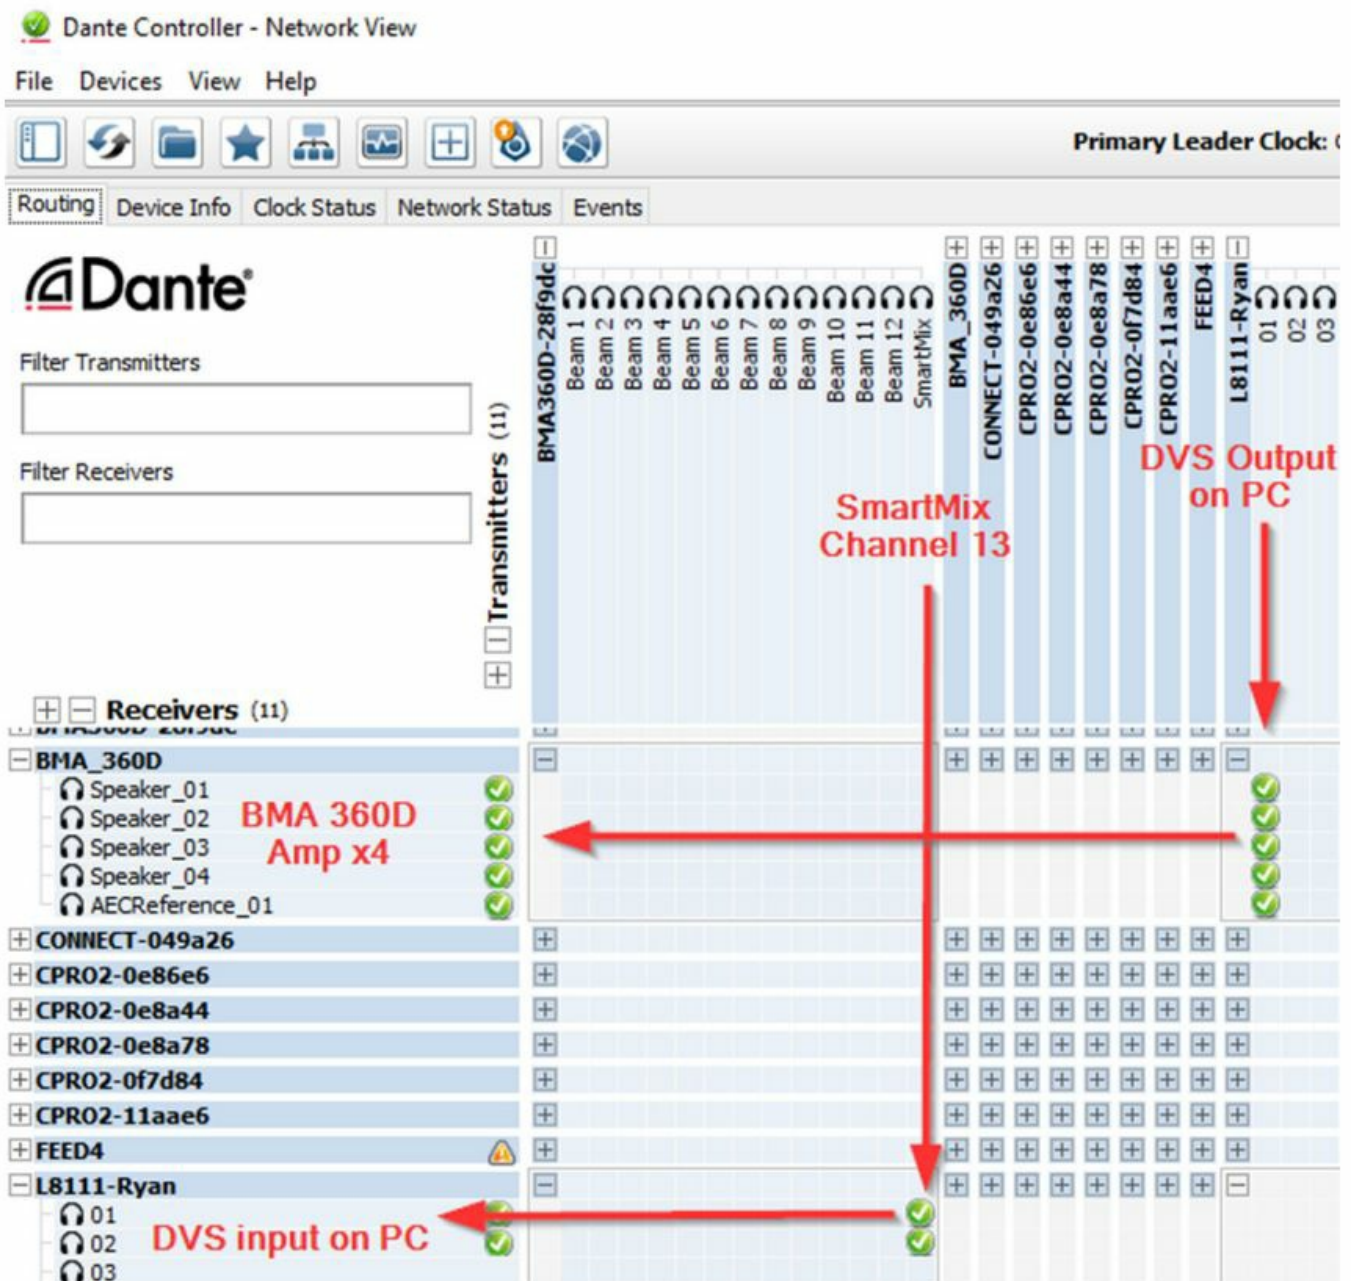 Dante Controller - Network View
File Devices View Help
Primary Leader Clock:
Routing Device Info Clock Status Network Status Events
Dante®
Filter Transmitters
Filter Receivers
Transmitters (11)
Receivers (11)
BMA360D-28f9dc
Beam 1
Beam 2
Beam 3
Beam 4
Beam 5
Beam 6
Beam 7
Beam 8
Beam 9
Beam 10
Beam 11
Beam 12
SmartMix
BMA_360D
CONNECT-049a26
CPRO2-0e86e6
CPRO2-0e8a44
CPRO2-0e8a78
CPRO2-0f7d84
CPRO2-11aae6
FEED4
L8111-Ryan
01
02
03
DVS Output
on PC
SmartMix
Channel 13
BMA360D-28f9dc
BMA_360D
Speaker_01
Speaker_02
Speaker_03
Speaker_04
AECReference_01
BMA 360D
Amp x4
CONNECT-049a26
CPRO2-0e86e6
CPRO2-0e8a44
CPRO2-0e8a78
CPRO2-0f7d84
CPRO2-11aae6
FEED4
L8111-Ryan
01
02
03
DVS input on PC